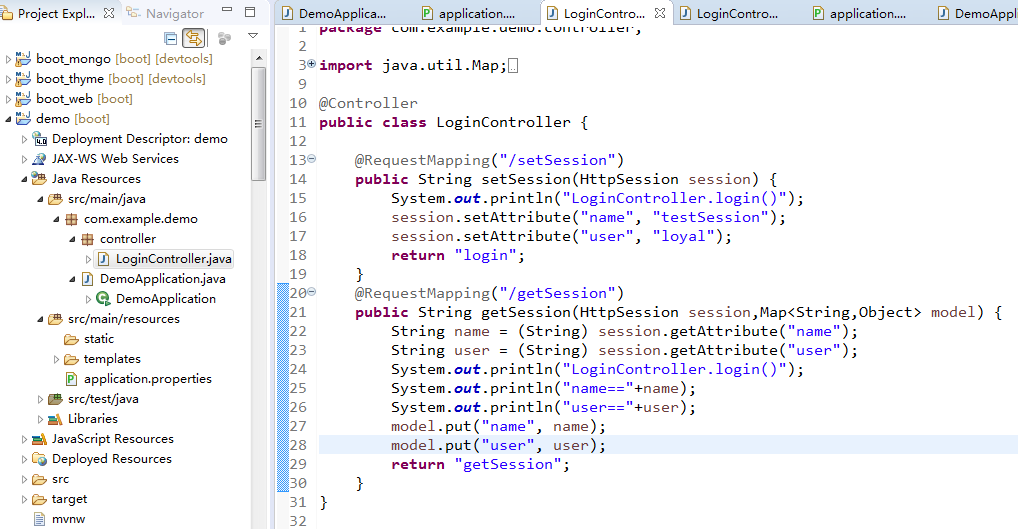 Project Expl...
Navigator
boot_mongo [boot] [devtools]
boot_thyme [boot] [devtools]
boot_web [boot]
demo [boot]
Deployment Descriptor: demo
JAX-WS Web Services
Java Resources
src/main/java
com.example.demo
controller
LoginController.java
DemoApplication.java
DemoApplication
src/main/resources
static
templates
application.properties
src/test/java
Libraries
JavaScript Resources
Deployed Resources
src
target
mvnw
DemoApplica...
application....
LoginContro...
LoginContro...
application....
DemoAppl
1 package com.example.demo.controller;
2
3 import java.util.Map;
9
10 @Controller
11 public class LoginController {
12
13 @RequestMapping("/setSession")
14 public String setSession(HttpSession session) {
15 System.out.println("LoginController.login()");
16 session.setAttribute("name", "testSession");
17 session.setAttribute("user", "loyal");
18 return "login";
19 }
20 @RequestMapping("/getSession")
21 public String getSession(HttpSession session,Map<String,Object> model) {
22 String name = (String) session.getAttribute("name");
23 String user = (String) session.getAttribute("user");
24 System.out.println("LoginController.login()");
25 System.out.println("name=="+name);
26 System.out.println("user=="+user);
27 model.put("name", name);
28 model.put("user", user);
29 return "getSession";
30 }
31 }
32